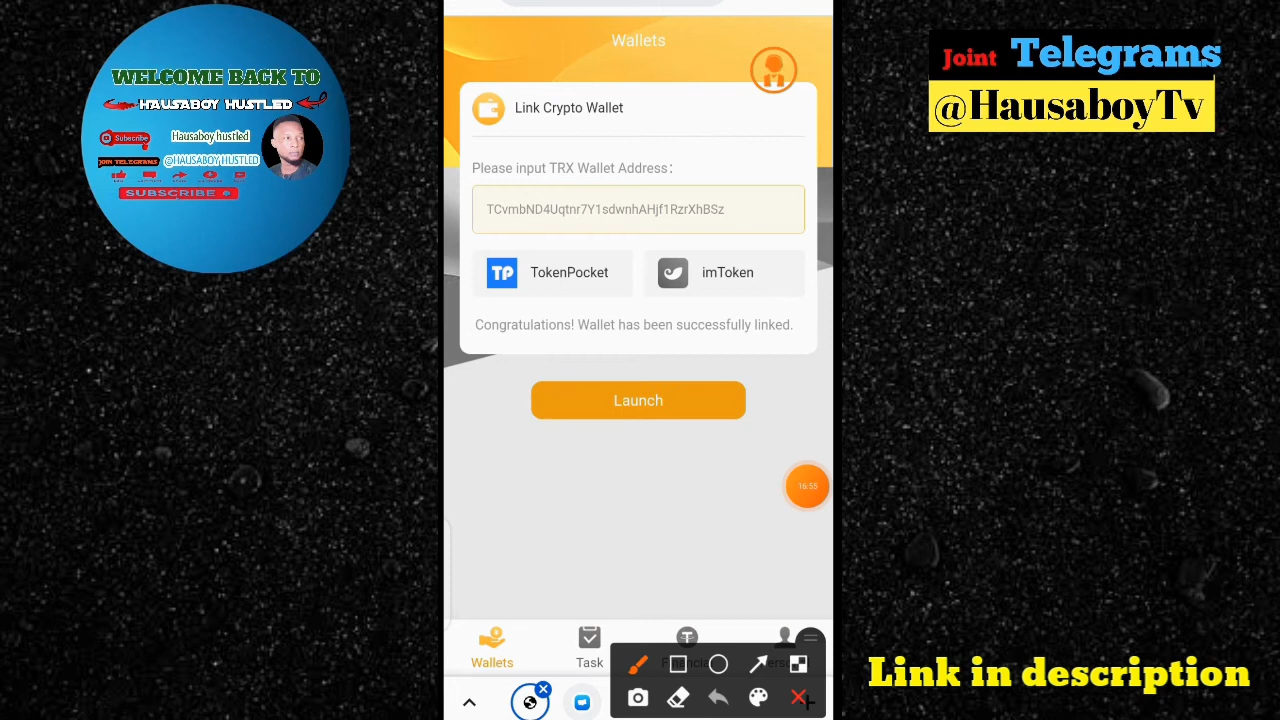 WELCOME BACK TO
HAUSABOY HUSTLED
Subscribe
Hausaboy hustled
JOIN TELEGRAMS
@HAUSABOY HUSTLED
SUBSCRIBE
Wallets
Link Crypto Wallet
Please input TRX Wallet Address:
TCvmbND4Uqtnr7Y1sdwnhAHjf1RzrXhBSz
TokenPocket
imToken
Congratulations! Wallet has been successfully linked.
Launch
16:55
Wallets
Task
Joint Telegrams
@HausaboyTv
Link in description